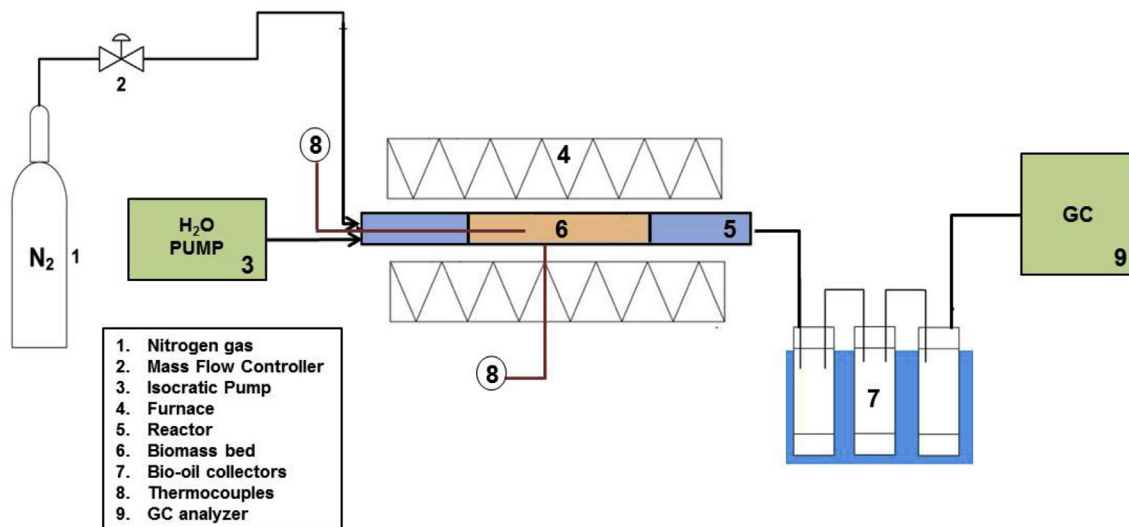 2
8
4
N2
1
H2O
PUMP
3
6
5
GC
9
8
7
1. Nitrogen gas
2. Mass Flow Controller
3. Isocratic Pump
4. Furnace
5. Reactor
6. Biomass bed
7. Bio-oil collectors
8. Thermocouples
9. GC analyzer